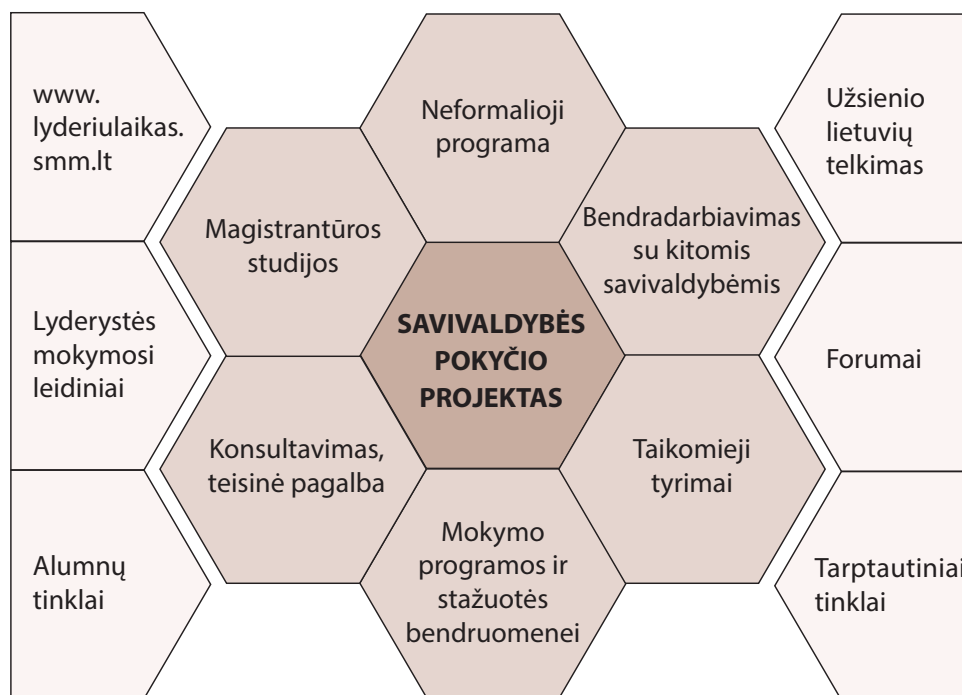 www.
lyderiulaikas.
smm.lt
Neformalioji
programa
Užsienio
lietuvių
telkimas
Magistrantūros
studijos
Bendradarbiavimas
su kitomis
savivaldybėmis
Lyderystės
mokymosi
leidiniai
SAVIVALDYBĖS
POKYČIO
PROJEKTAS
Forumai
Konsultavimas,
teisinė pagalba
Taikomieji
tyrimai
Alumnų
tinklai
Mokymo
programos ir
stažuotės
bendruomenei
Tarptautiniai
tinklai